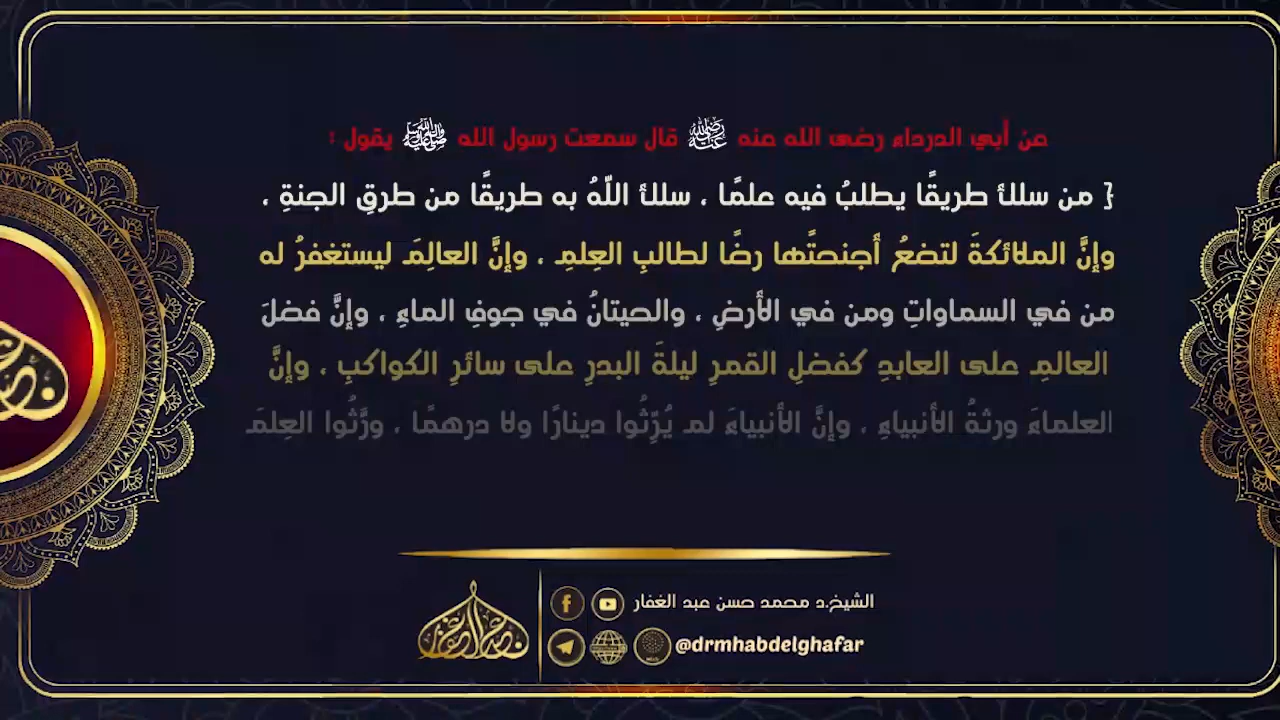 عن أبي الدرداء رضى الله عنه ﵁ قال سمعت رسول الله ﷺ يقول :
{ من سلك طريقًا يطلبُ فيه علمًا ، سلك اللهُ به طريقًا من طرقِ الجنةِ ،
وإنَّ الملائكةَ لتضعُ أجنحتَها رضًا لطالبِ العِلمِ ، وإنَّ العالِمَ ليستغفرُ له
من في السماواتِ ومن في الأرضِ ، والحيتانُ في جوفِ الماءِ ، وإنَّ فضلَ
العالمِ على العابدِ كفضلِ القمرِ ليلةَ البدرِ على سائرِ الكواكبِ ، وإنَّ
العلماءَ ورثةُ الأنبياءِ ، وإنَّ الأنبياءَ لم يُرِّثُوا دينارًا ولا درهمًا ، ورَّثُوا العِلمَ
الشيخ.د محمد حسن عبد الغفار
@drmhabdelghafar